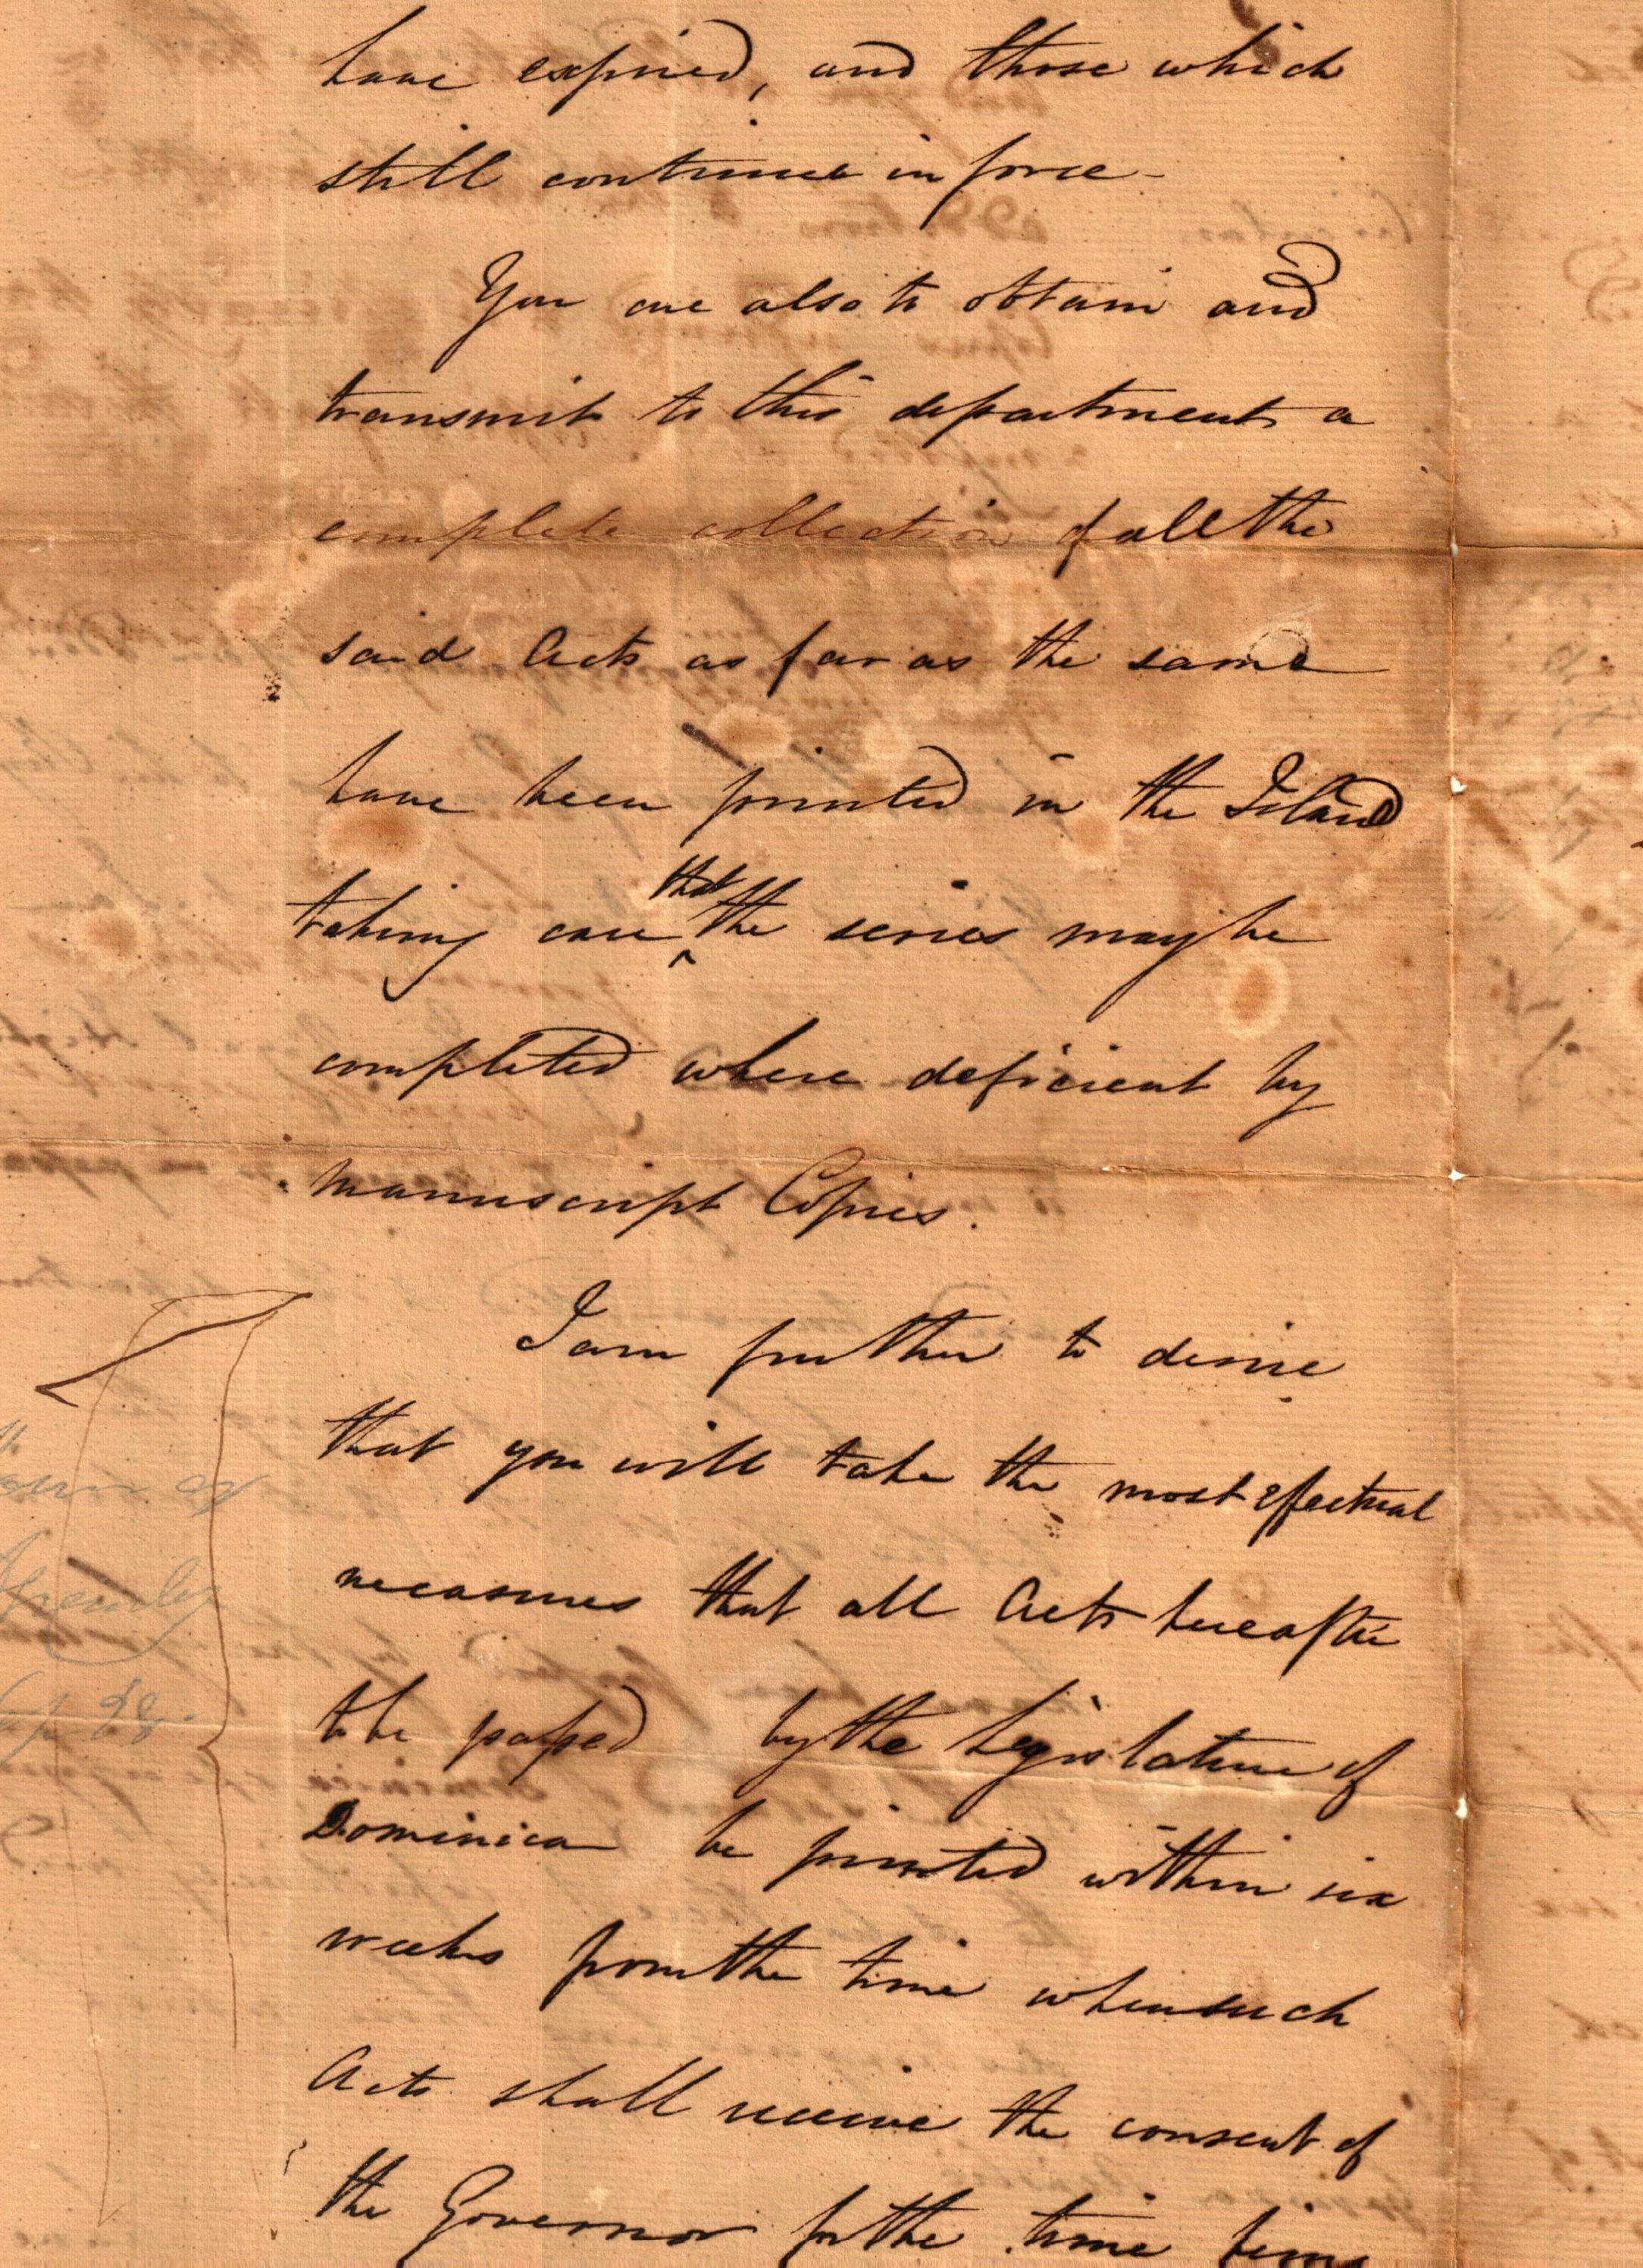 have expired, and those which
still continue in force -
You are also to obtain and
transmit to this department a
complete collection of all the
said Acts as far as the same
have been printed in the Island
that
taking care ^ the series may be
completed where deficient by
manuscript Copies.
I am further to desire
that you will take the most effectual
measures that all Acts hereafter
to be passed by the Legislature of
Dominica be printed within six
weeks from the time when such
Acts shall receive the consent of
the Governor for the time being